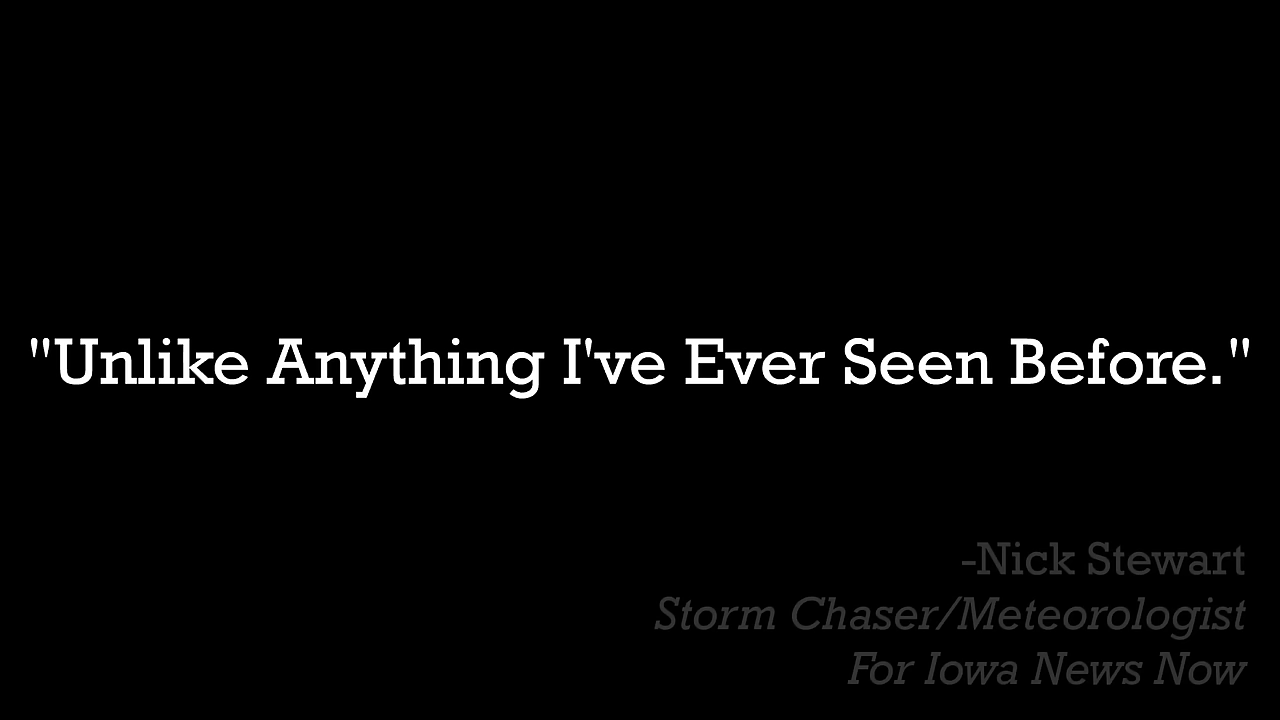 "Unlike Anything I've Ever Seen Before."
-Nick Stewart
Storm Chaser/Meteorologist
For Iowa News Now